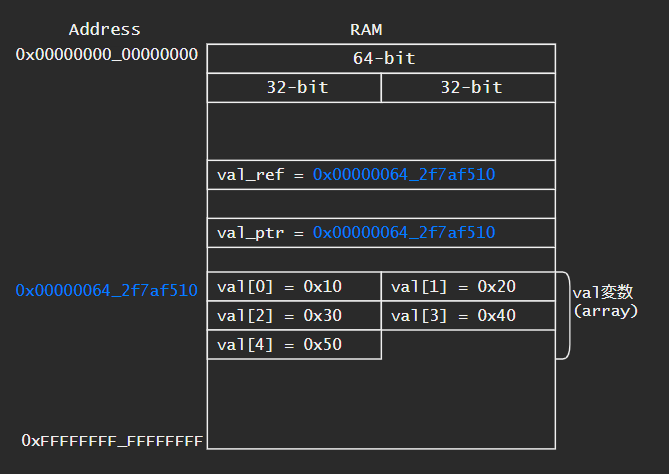 Address RAM
0x00000000_00000000 64-bit
32-bit 32-bit
val_ref = 0x00000064_2f7af510
val_ptr = 0x00000064_2f7af510
0x00000064_2f7af510 val[0] = 0x10 val[1] = 0x20 val変数
val[2] = 0x30 val[3] = 0x40 (array)
val[4] = 0x50
0xFFFFFFFF_FFFFFFFF